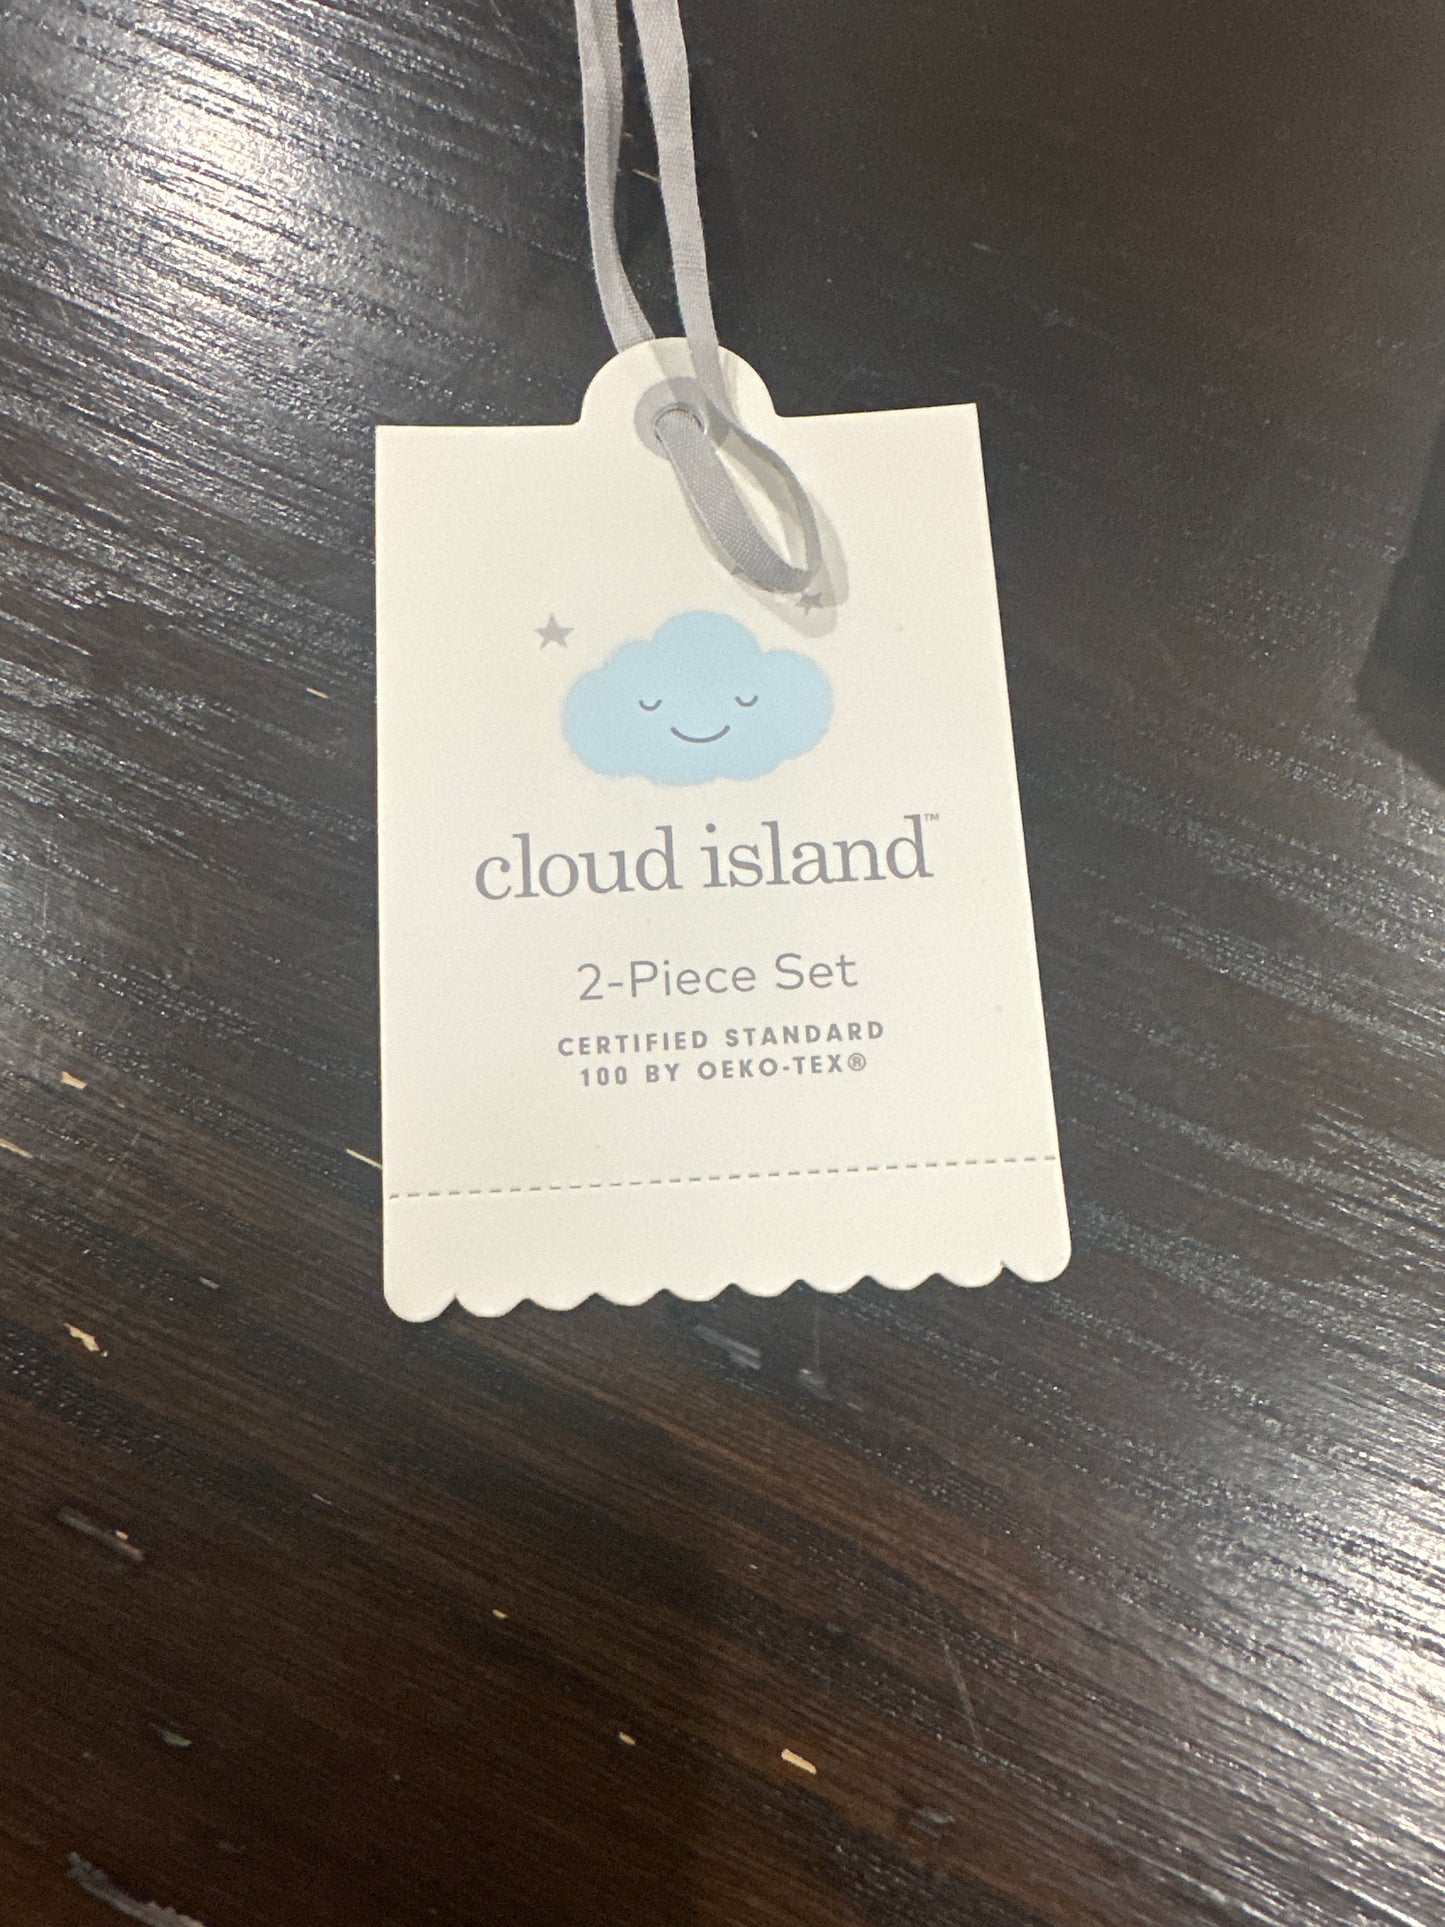 cloud island™
2-Piece Set
CERTIFIED STANDARD
100 BY OEKO-TEX®